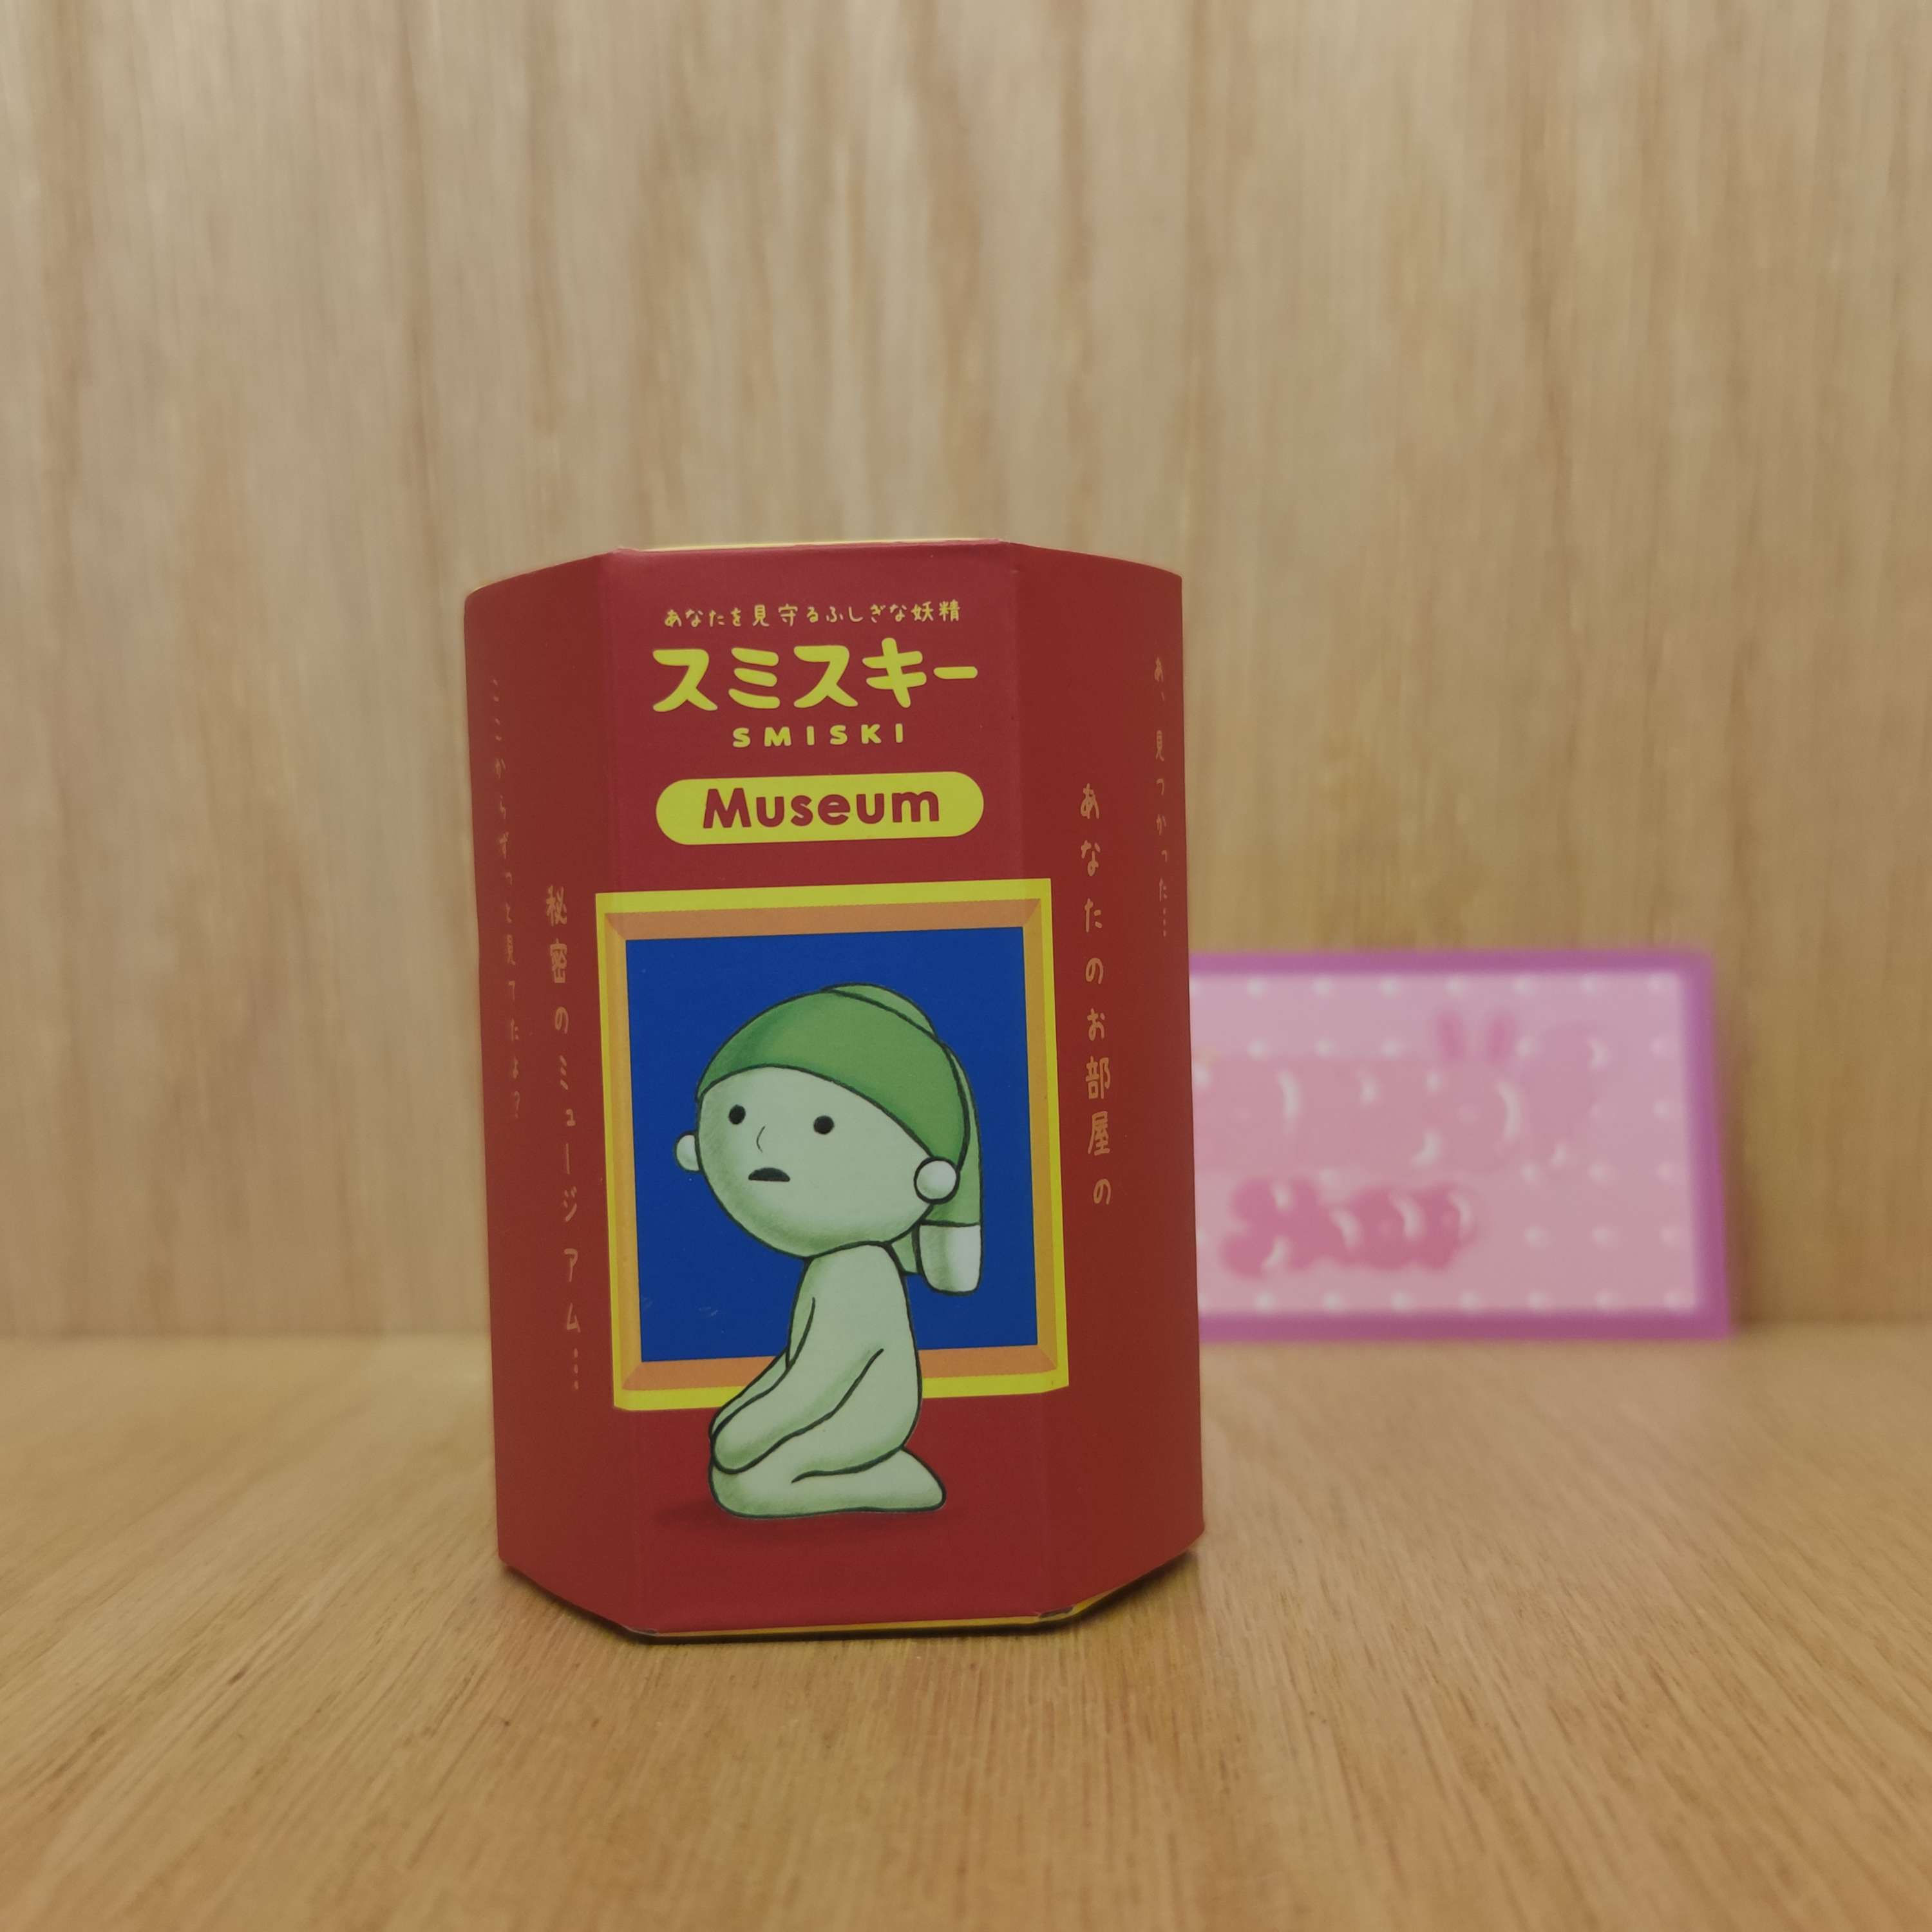 あなたを見守るふしぎな妖精
スミスキー
SMISKI
Museum
あ、見つかった…
あなたのお部屋の
秘密のミュージアム…
ここからずっと見てたよ？